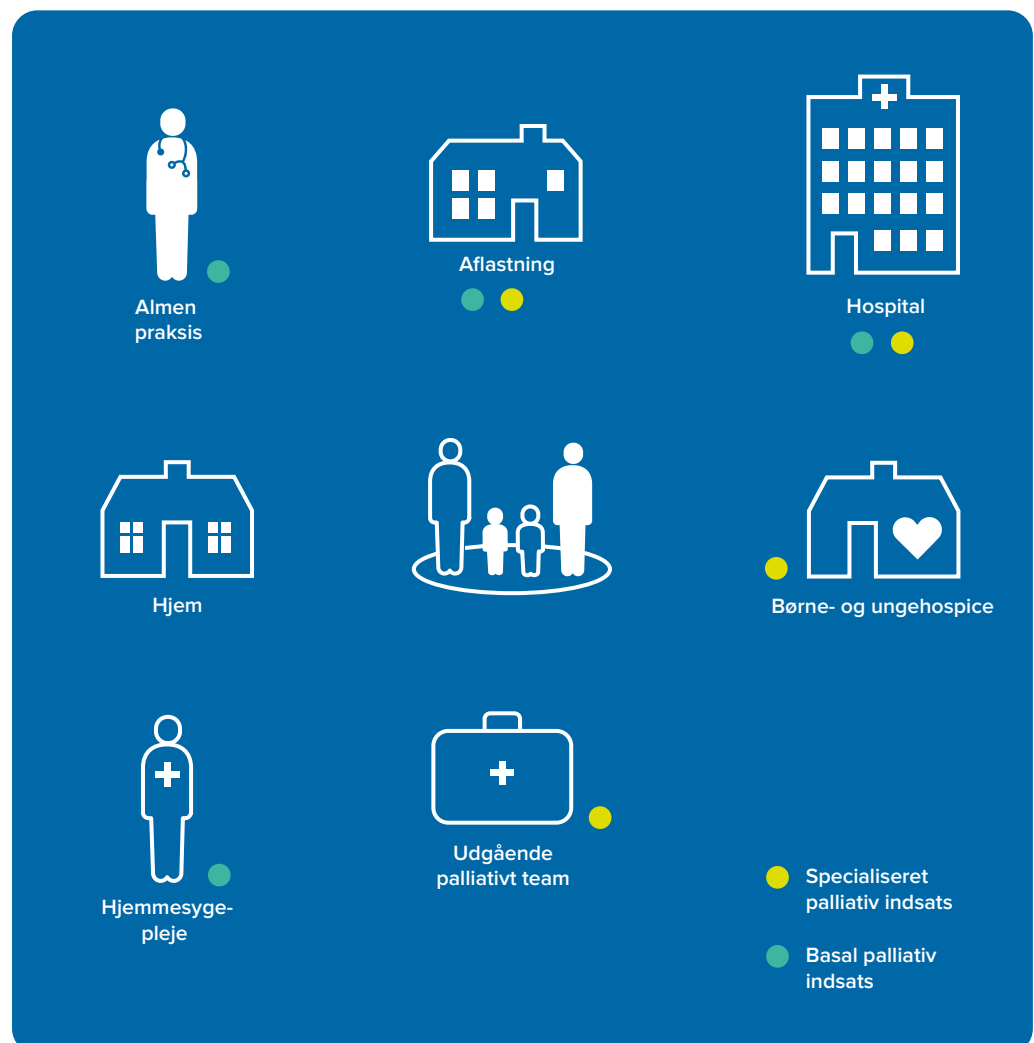 Almen
praksis
Aflastning
Hospital
Hjem
Børne- og ungehospice
Hjemmesyge-
pleje
Udgående
palliativt team
Specialiseret
palliativ indsats
Basal palliativ
indsats